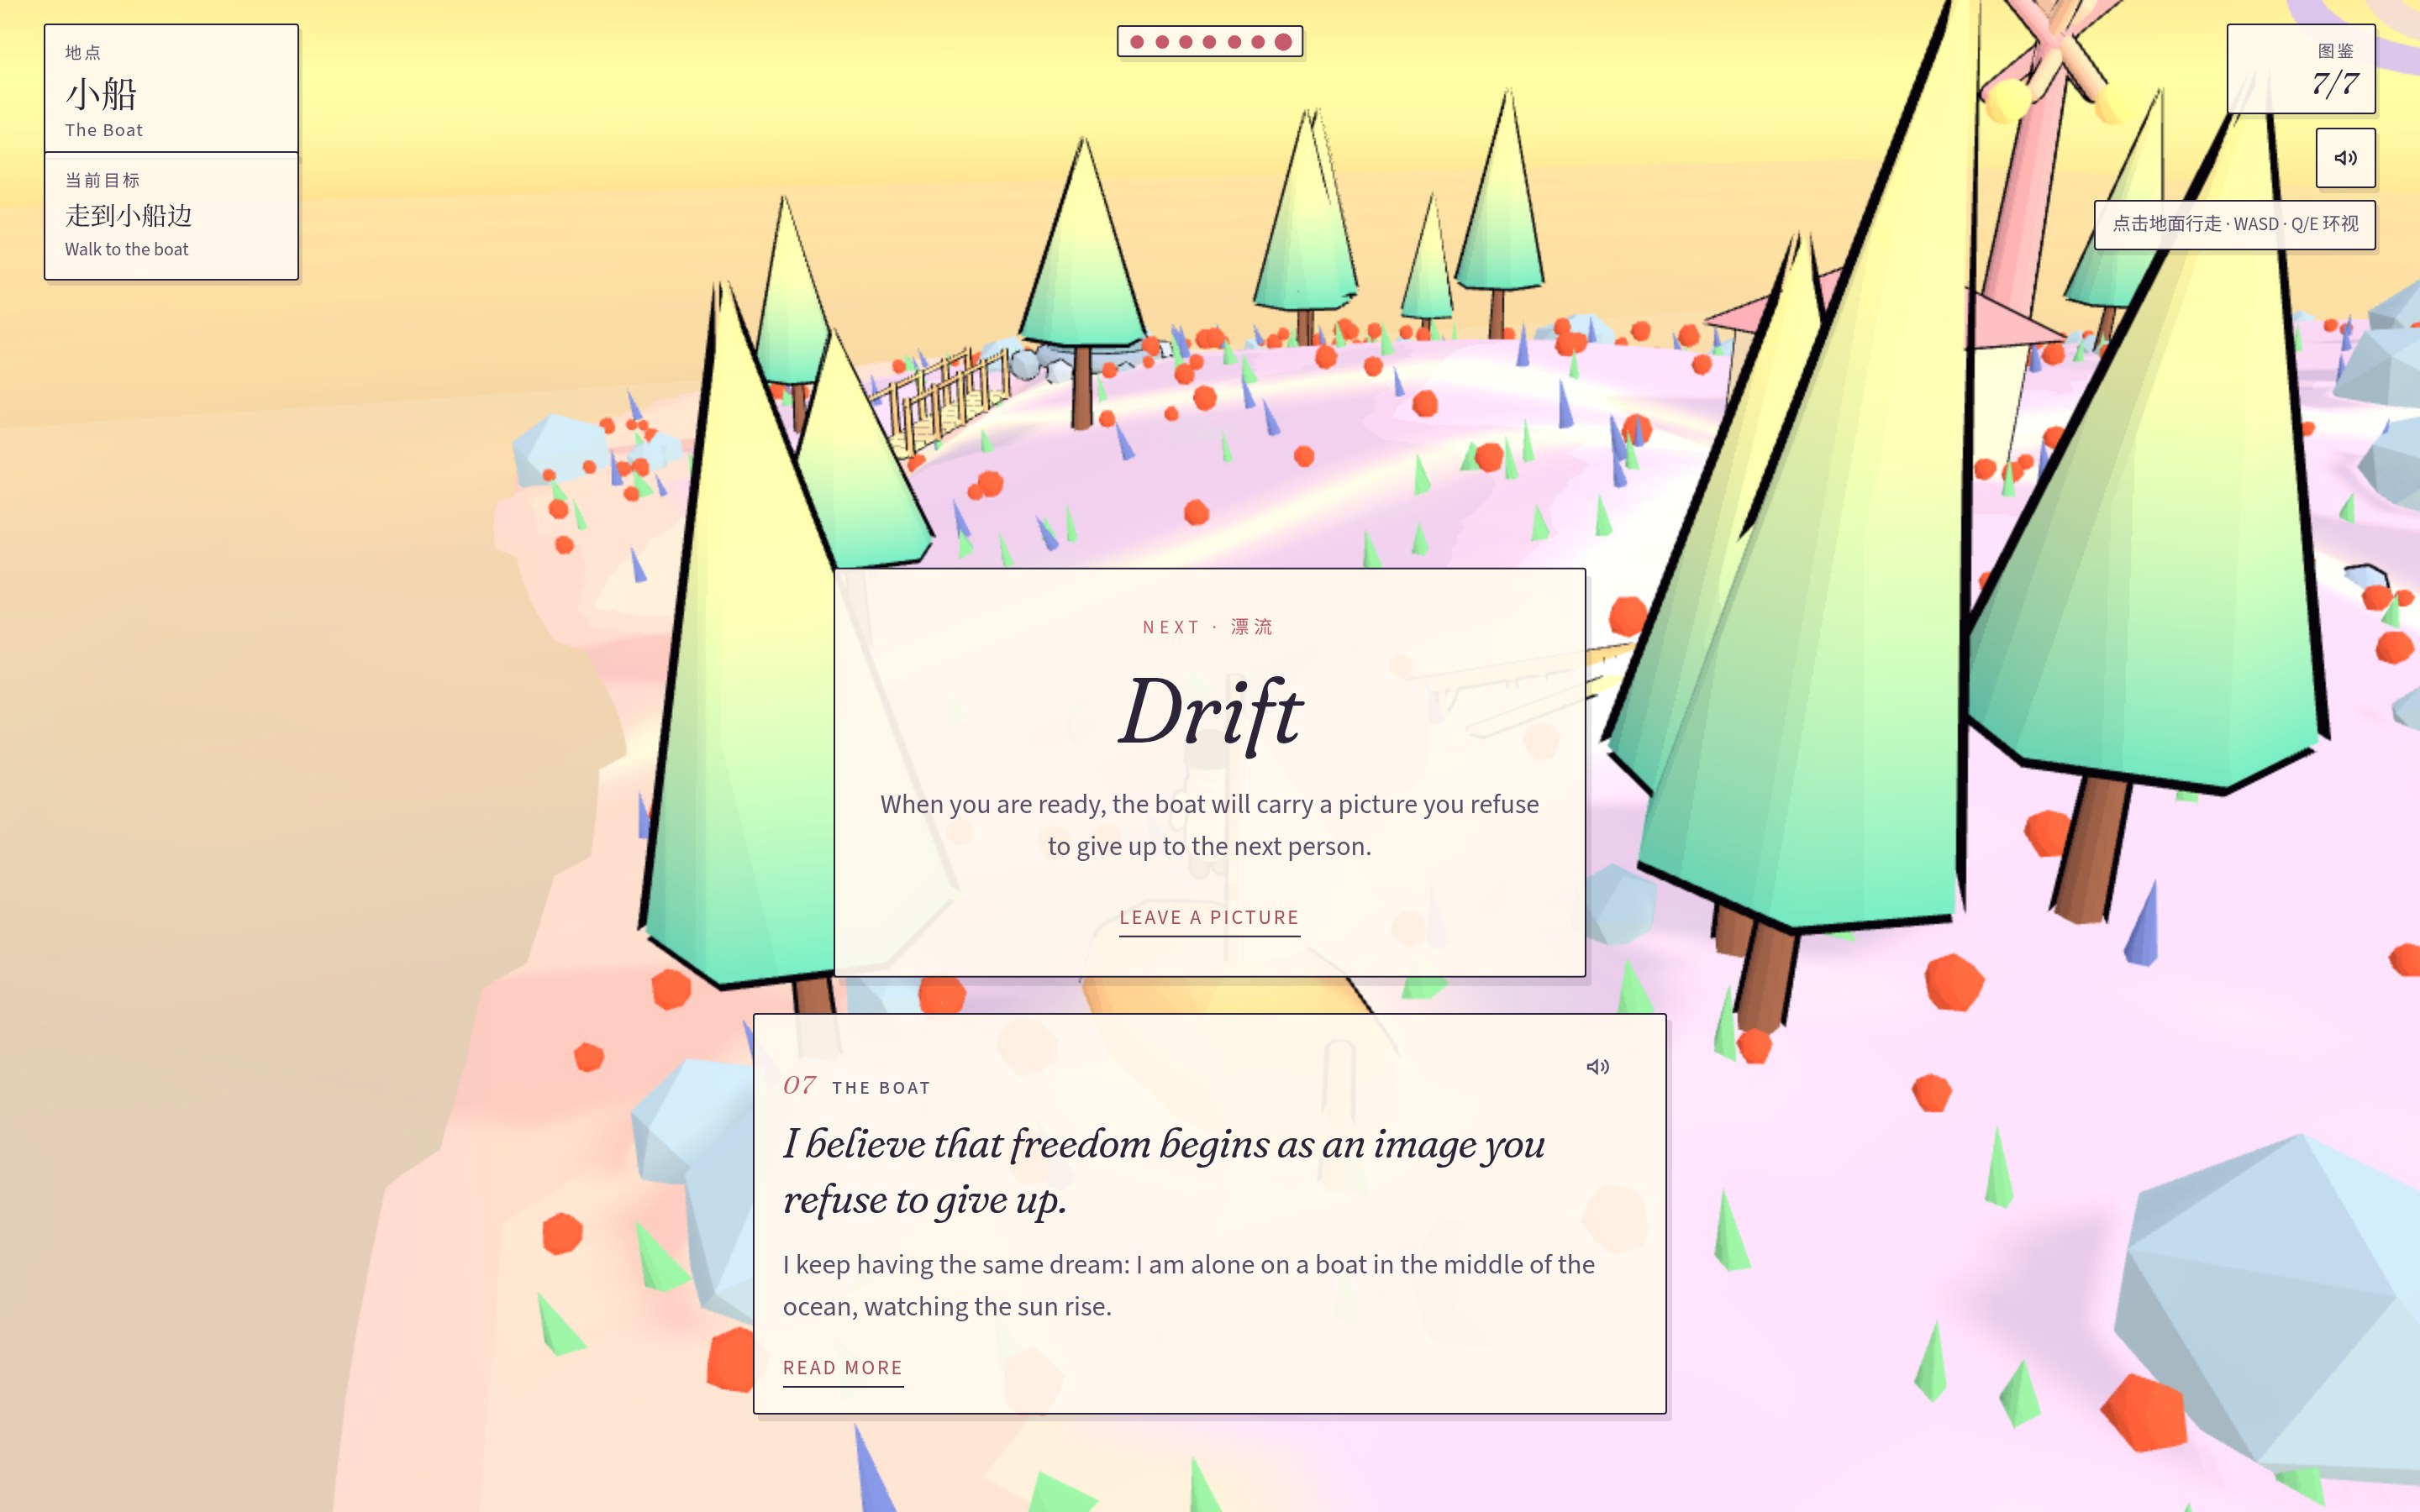 地点
小船
The Boat
当前目标
走到小船边
Walk to the boat
图鉴
7/7
点击地面行走 · WASD · Q/E 环视
NEXT · 漂流
Drift
When you are ready, the boat will carry a picture you refuse
to give up to the next person.
LEAVE A PICTURE
07 THE BOAT
I believe that freedom begins as an image you
refuse to give up.
I keep having the same dream: I am alone on a boat in the middle of the
ocean, watching the sun rise.
READ MORE